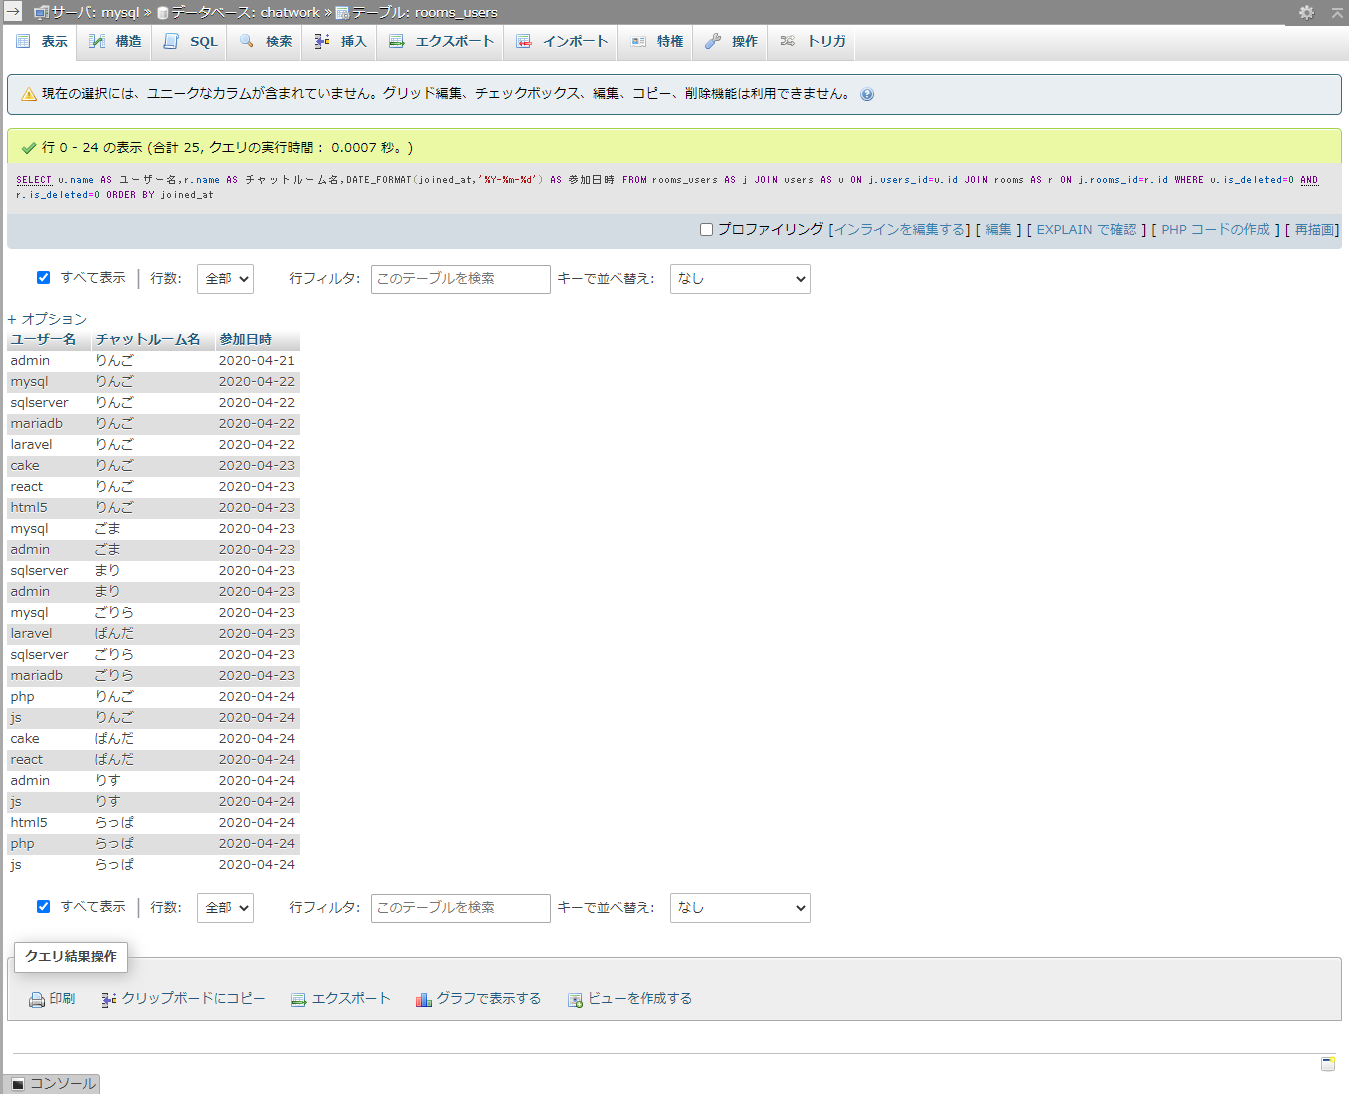 サーバ: mysql » データベース: chatwork » テーブル: rooms_users
表示 構造 SQL 検索 挿入 エクスポート インポート 特権 操作 トリガ
現在の選択には、ユニークなカラムが含まれていません。グリッド編集、チェックボックス、編集、コピー、削除機能は利用できません。
行 0 - 24 の表示 (合計 25, クエリの実行時間： 0.0007 秒。)
SELECT u.name AS ユーザー名,r.name AS チャットルーム名,DATE_FORMAT(joined_at,'%Y-%m-%d') AS 参加日時 FROM rooms_users AS j JOIN users AS u ON j.users_id=u.id JOIN rooms AS r ON j.rooms_id=r.id WHERE u.is_deleted=0 AND
r.is_deleted=0 ORDER BY joined_at
プロファイリング [インラインを編集する] [ 編集 ] [ EXPLAIN で確認 ] [ PHP コードの作成 ] [ 再描画]
すべて表示 | 行数: 全部 行フィルタ: このテーブルを検索 キーで並べ替え: なし
+ オプション
ユーザー名 チャットルーム名 参加日時
admin りんご 2020-04-21
mysql りんご 2020-04-22
sqlserver りんご 2020-04-22
mariadb りんご 2020-04-22
laravel りんご 2020-04-22
cake りんご 2020-04-23
react りんご 2020-04-23
html5 りんご 2020-04-23
mysql ごま 2020-04-23
admin ごま 2020-04-23
sqlserver まり 2020-04-23
admin まり 2020-04-23
mysql ごりら 2020-04-23
laravel ぱんだ 2020-04-23
sqlserver ごりら 2020-04-23
mariadb ごりら 2020-04-23
php りんご 2020-04-24
js りんご 2020-04-24
cake ぱんだ 2020-04-24
react ぱんだ 2020-04-24
admin りす 2020-04-24
js りす 2020-04-24
html5 らっぱ 2020-04-24
php らっぱ 2020-04-24
js らっぱ 2020-04-24
すべて表示 | 行数: 全部 行フィルタ: このテーブルを検索 キーで並べ替え: なし
クエリ結果操作
印刷 クリップボードにコピー エクスポート グラフで表示する ビューを作成する
コンソール